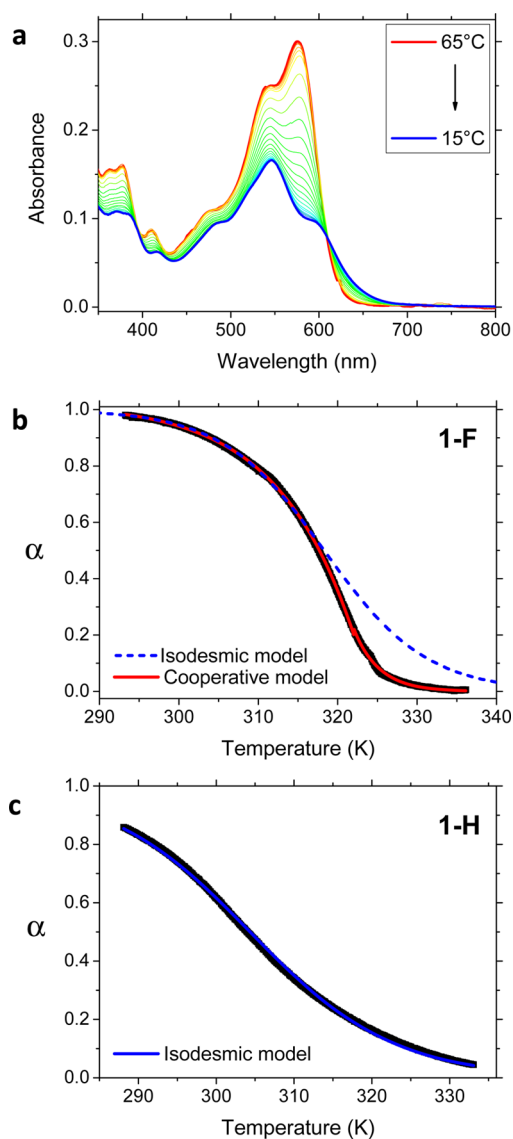 a
0.3
0.2
0.1
0.0
Absorbance
65°C
15°C
400 500 600 700 800
Wavelength (nm)
b
1.0
0.8
0.6
0.4
0.2
0.0
α
1-F
Isodesmic model
Cooperative model
290 300 310 320 330 340
Temperature (K)
c
1.0
0.8
0.6
0.4
0.2
0.0
α
1-H
Isodesmic model
290 300 310 320 330
Temperature (K)